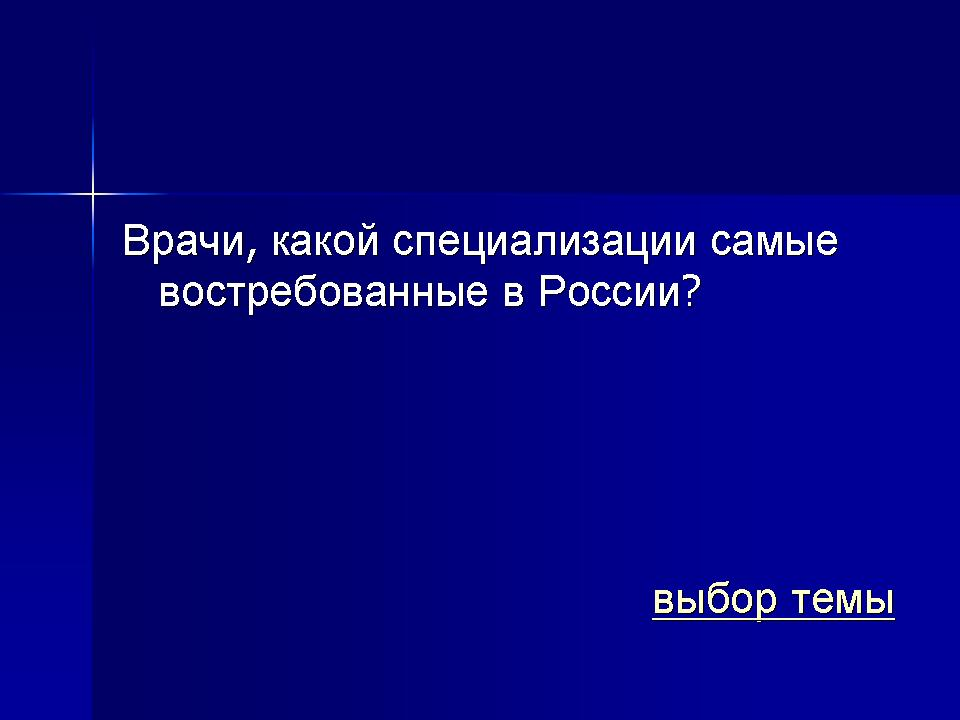 Врачи, какой специализации самые
востребованные в России?
выбор темы